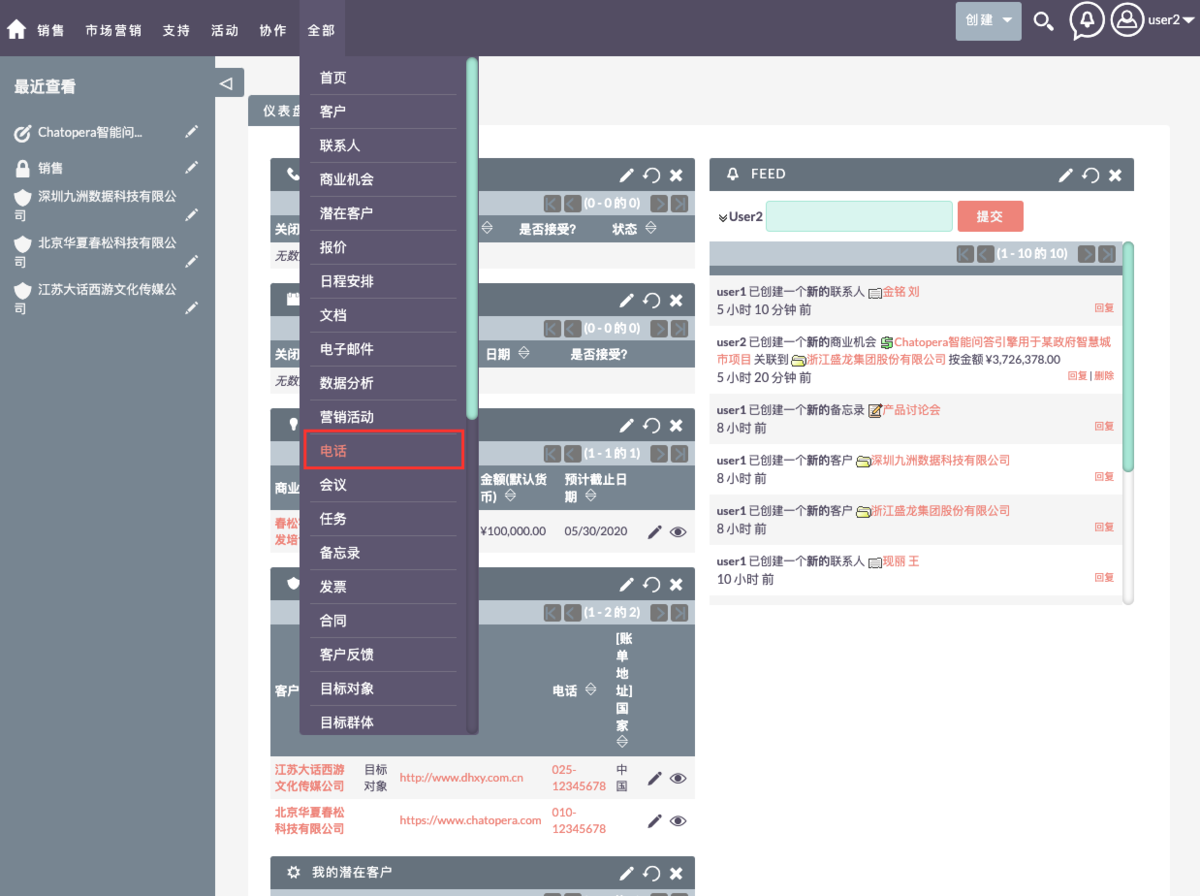 销售 市场营销 支持 活动 协作 全部 创建 user2
最近查看
Chatopera智能问...
销售
深圳九洲数据科技有限公
司
北京华夏春松科技有限公
司
江苏大话西游文化传媒公
司
首页
客户
联系人
商业机会
潜在客户
报价
日程安排
文档
电子邮件
数据分析
营销活动
电话
会议
任务
备忘录
发票
合同
客户反馈
目标对象
目标群体
仪表盘
(0 - 0 的 0)
关闭 是否接受? 状态
无数
(0 - 0 的 0)
关闭 日期 是否接受?
无数
(1 - 1 的 1)
商业 金额(默认货
币) 预计截止日
期
春松
发培 ¥100,000.00 05/30/2020
(1 - 2 的 2)
客户 电话 [账
单
地
址]
国
家
江苏大话西游
文化传媒公司 目标
对象 http://www.dhxy.com.cn 025-
12345678 中
国
北京华夏春松
科技有限公司 https://www.chatopera.com 010-
12345678
我的潜在客户
FEED
User2 提交
(1 - 10 的 10)
user1 已创建一个新的联系人 金铭 刘
5 小时 10 分钟 前 回复
user2 已创建一个新的商业机会 Chatopera智能问答引擎用于某政府智慧城
市项目 关联到 浙江盛龙集团股份有限公司 按金额 ¥3,726,378.00
5 小时 20 分钟 前 回复 | 删除
user1 已创建一个新的备忘录 产品讨论会
8 小时 前 回复
user1 已创建一个新的客户 深圳九洲数据科技有限公司
8 小时 前 回复
user1 已创建一个新的客户 浙江盛龙集团股份有限公司
8 小时 前 回复
user1 已创建一个新的联系人 现丽 王
10 小时 前 回复